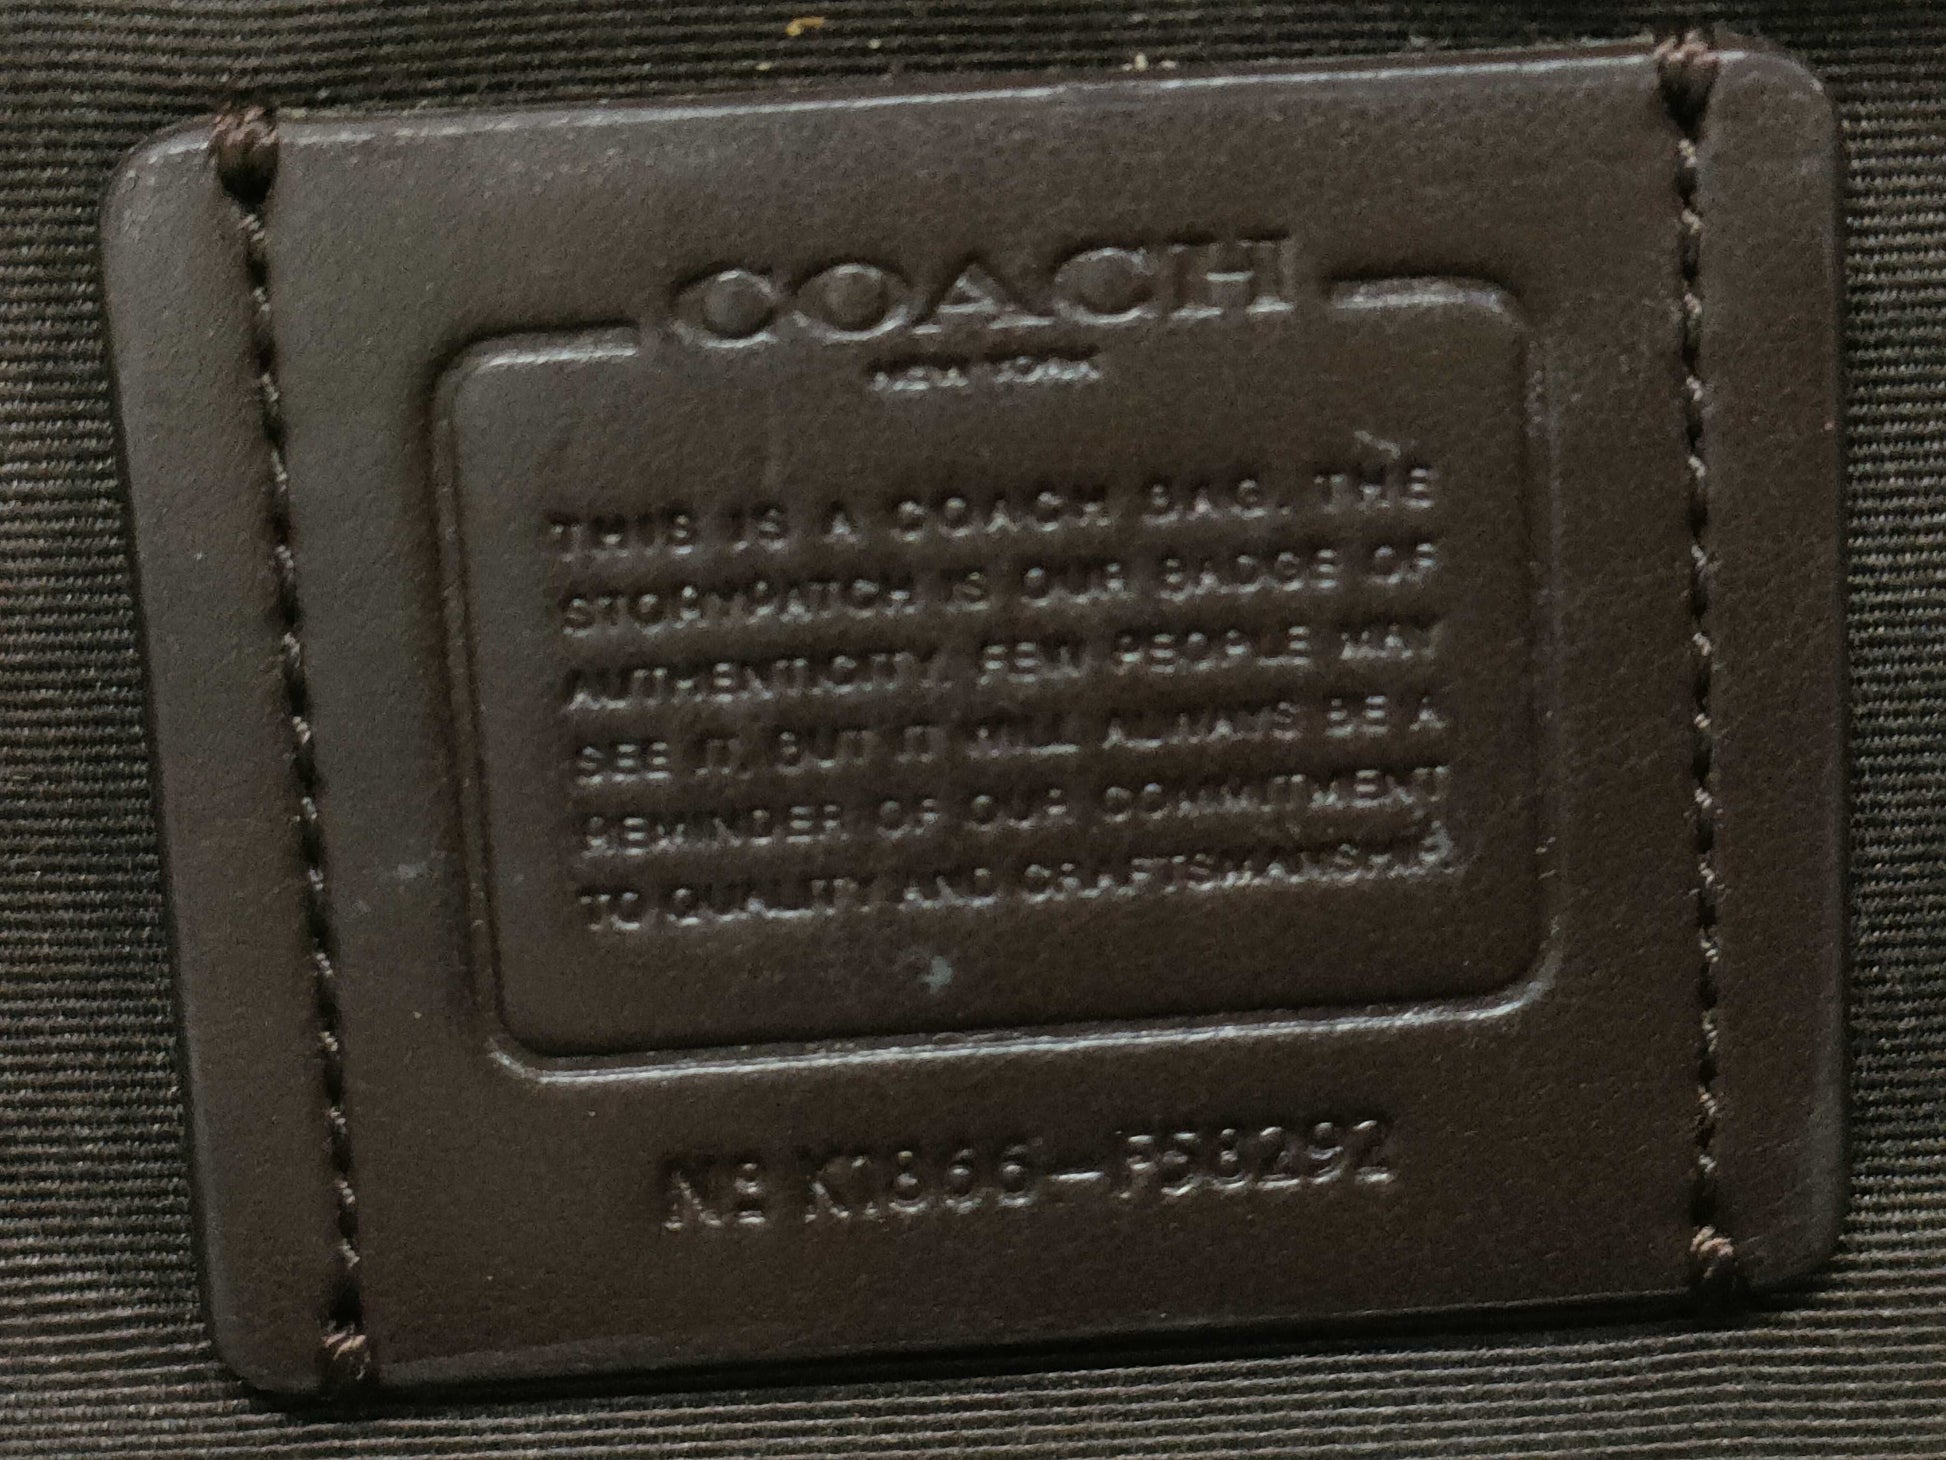 COACH
NEW YORK
THIS IS A COACH BAG. THE
STORYPATCH IS OUR BADGE OF
AUTHENTICITY. FEW PEOPLE MAY
SEE IT, BUT IT WILL ALWAYS BE A
REMINDER OF OUR COMMITMENT
TO QUALITY AND CRAFTSMANSHIP.
Nº K1866-F58292